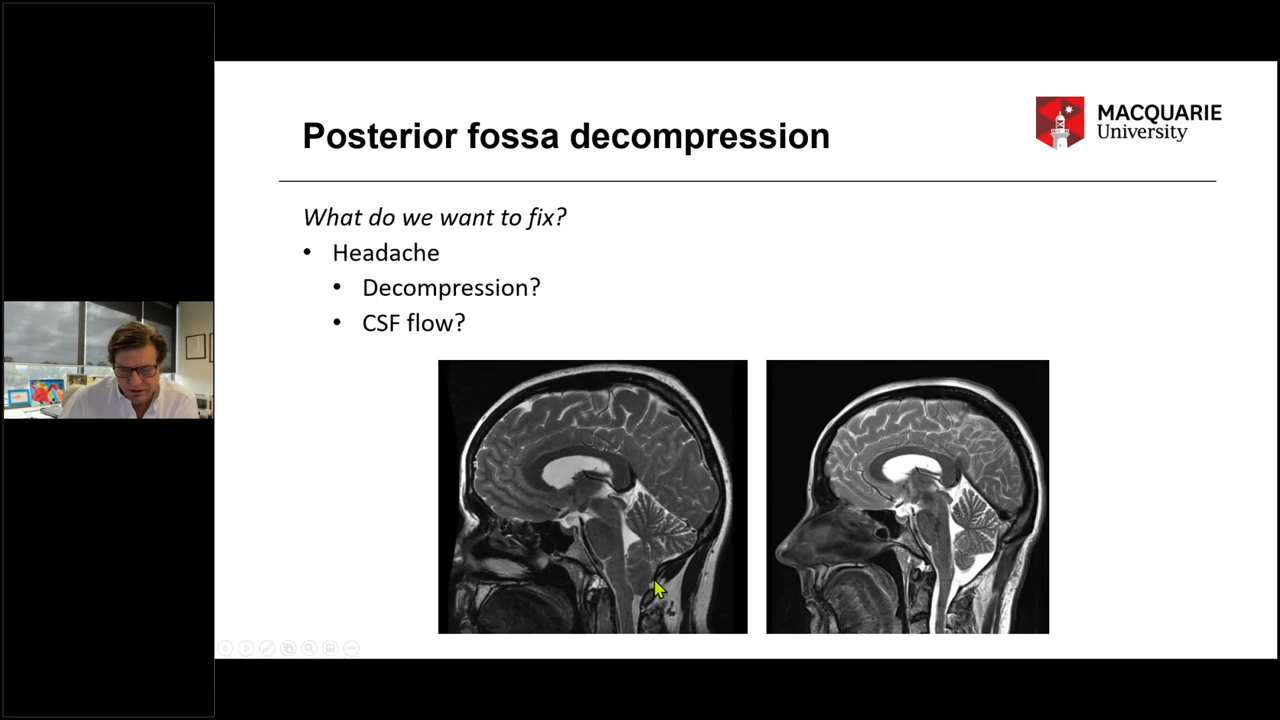 Posterior fossa decompression
MACQUARIE
University
What do we want to fix?
• Headache
• Decompression?
• CSF flow?